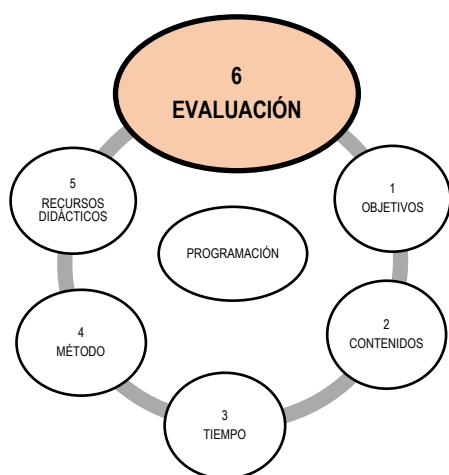 6
EVALUACIÓN
1
OBJETIVOS
2
CONTENIDOS
3
TIEMPO
4
MÉTODO
5
RECURSOS
DIDÁCTICOS
PROGRAMACIÓN